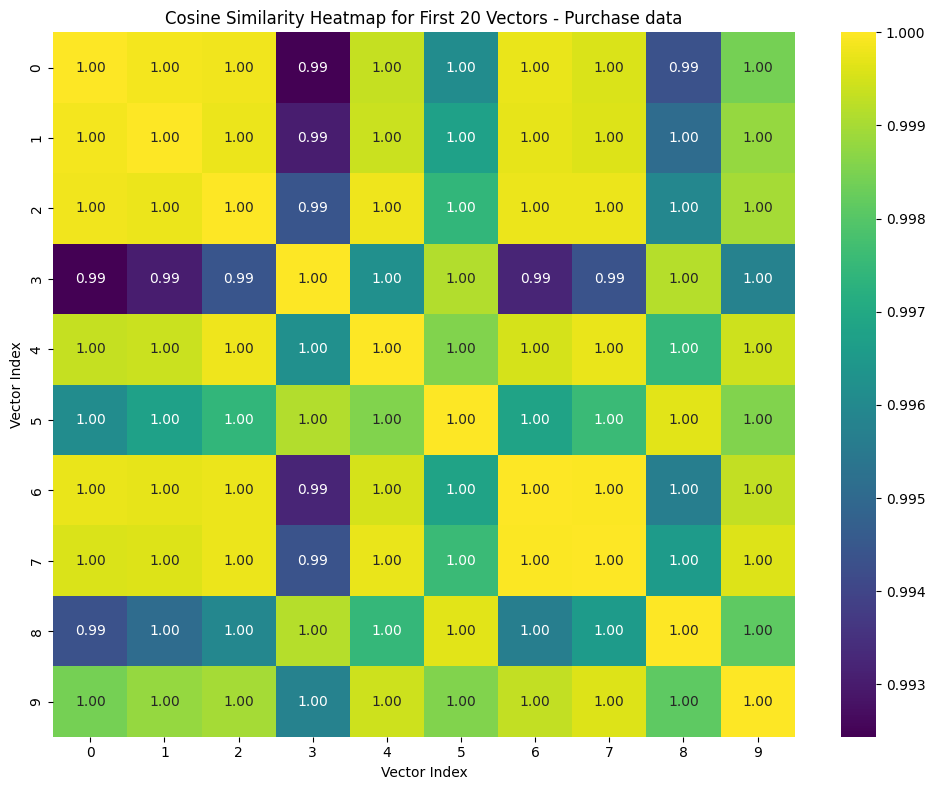 Cosine Similarity Heatmap for First 20 Vectors - Purchase data
0 1.00 1.00 1.00 0.99 1.00 1.00 1.00 1.00 0.99 1.00
1 1.00 1.00 1.00 0.99 1.00 1.00 1.00 1.00 1.00 1.00
2 1.00 1.00 1.00 0.99 1.00 1.00 1.00 1.00 1.00 1.00
3 0.99 0.99 0.99 1.00 1.00 1.00 0.99 0.99 1.00 1.00
4 1.00 1.00 1.00 1.00 1.00 1.00 1.00 1.00 1.00 1.00
5 1.00 1.00 1.00 1.00 1.00 1.00 1.00 1.00 1.00 1.00
6 1.00 1.00 1.00 0.99 1.00 1.00 1.00 1.00 1.00 1.00
7 1.00 1.00 1.00 0.99 1.00 1.00 1.00 1.00 1.00 1.00
8 0.99 1.00 1.00 1.00 1.00 1.00 1.00 1.00 1.00 1.00
9 1.00 1.00 1.00 1.00 1.00 1.00 1.00 1.00 1.00 1.00
0 1 2 3 4 5 6 7 8 9
Vector Index
Vector Index
1.000
0.999
0.998
0.997
0.996
0.995
0.994
0.993